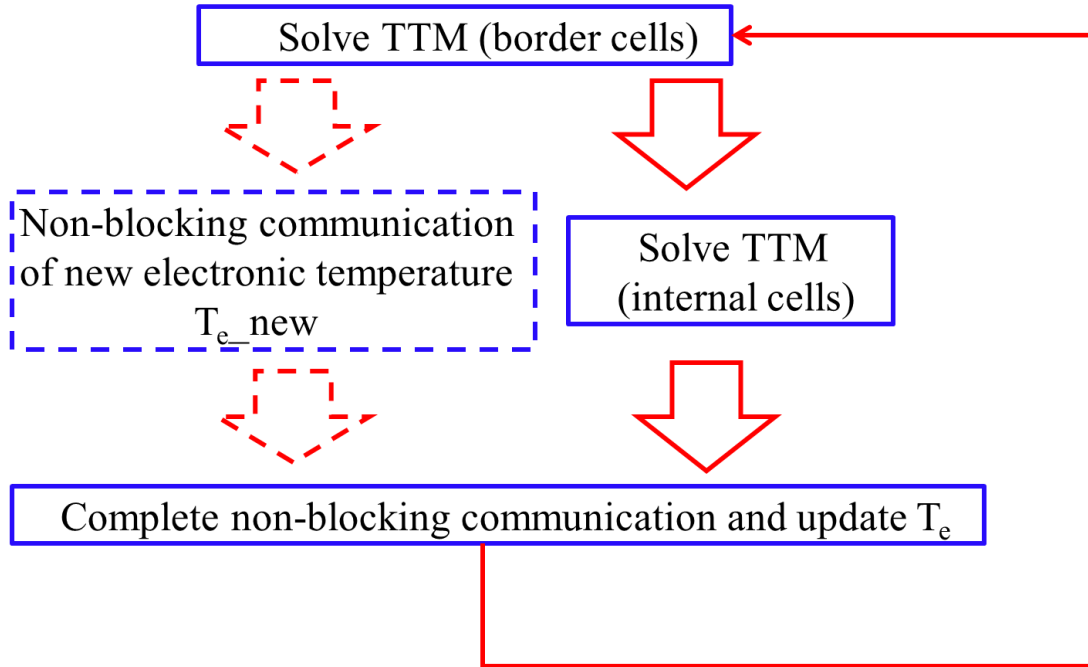 Solve TTM (border cells)
Non-blocking communication
of new electronic temperature
Te_new
Solve TTM
(internal cells)
Complete non-blocking communication and update Te